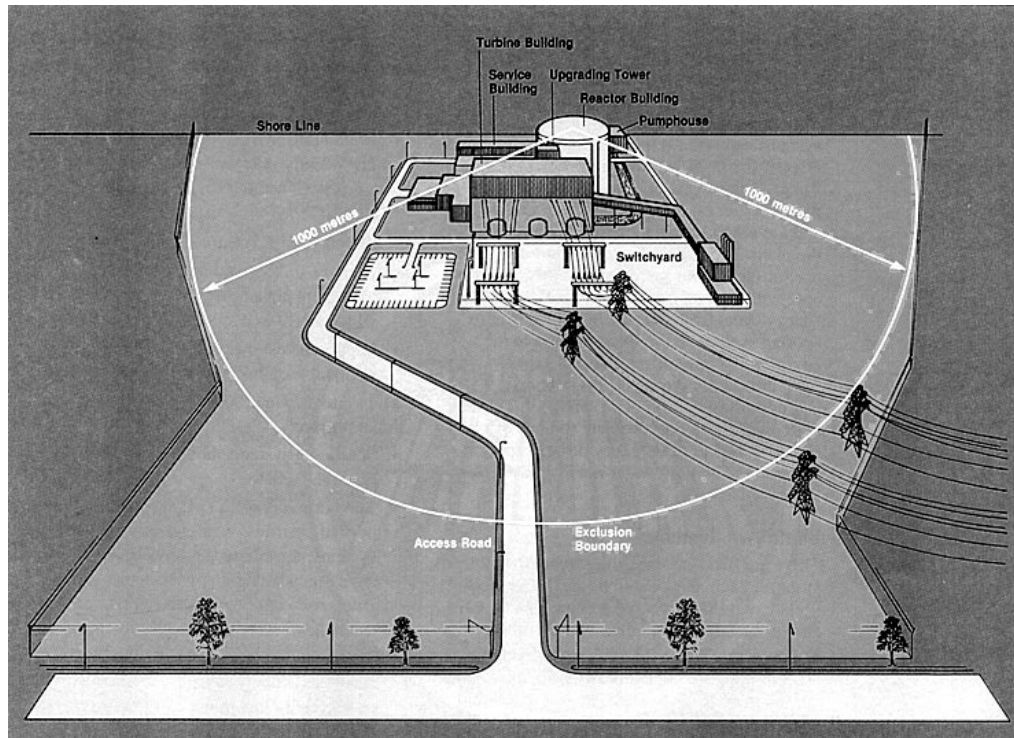 Turbine Building
Service
Building
Upgrading Tower
Reactor Building
Pumphouse
Shore Line
1000 metres
1000 metres
Switchyard
Access Road
Exclusion
Boundary